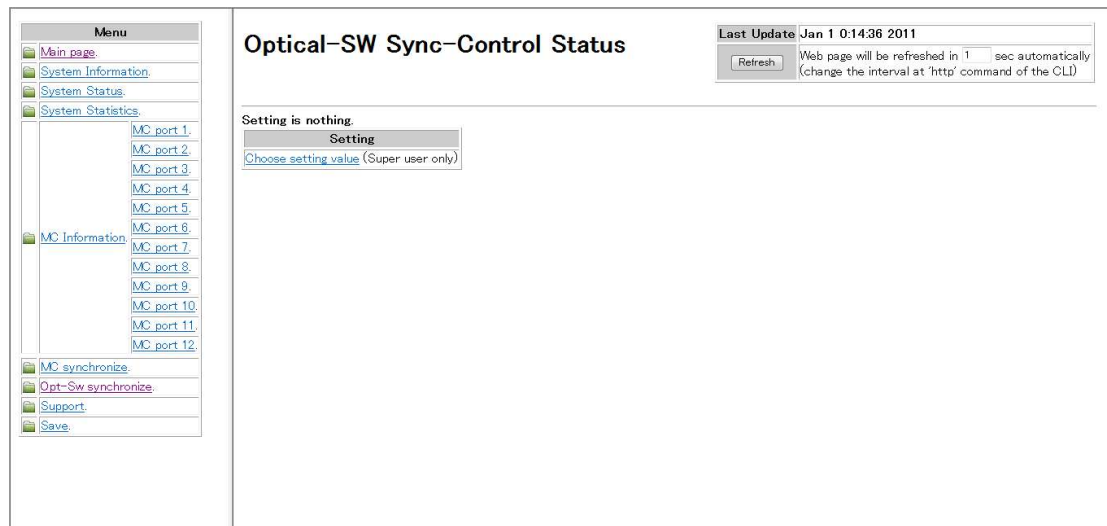 Menu
Main page.
System Information.
System Status.
System Statistics.
MC Information.
MC port 1.
MC port 2.
MC port 3.
MC port 4.
MC port 5.
MC port 6.
MC port 7.
MC port 8.
MC port 9.
MC port 10.
MC port 11.
MC port 12.
MC synchronize.
Opt-Sw synchronize.
Support.
Save.
Optical-SW Sync-Control Status
Last Update Jan 1 0:14:36 2011
Refresh
Web page will be refreshed in 1 sec automatically
(change the interval at 'http' command of the CLI)
Setting is nothing.
Setting
Choose setting value (Super user only)